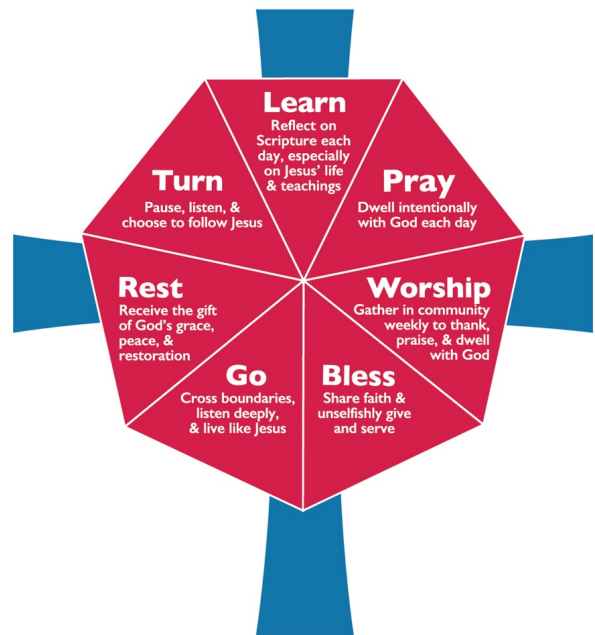 Learn
Reflect on
Scripture each
day, especially
on Jesus' life
& teachings
Turn
Pause, listen, &
choose to follow Jesus
Pray
Dwell intentionally
with God each day
Rest
Receive the gift
of God's grace,
peace, &
restoration
Worship
Gather in community
weekly to thank,
praise, & dwell
with God
Go
Cross boundaries,
listen deeply,
& live like Jesus
Bless
Share faith &
unselfishly give
and serve